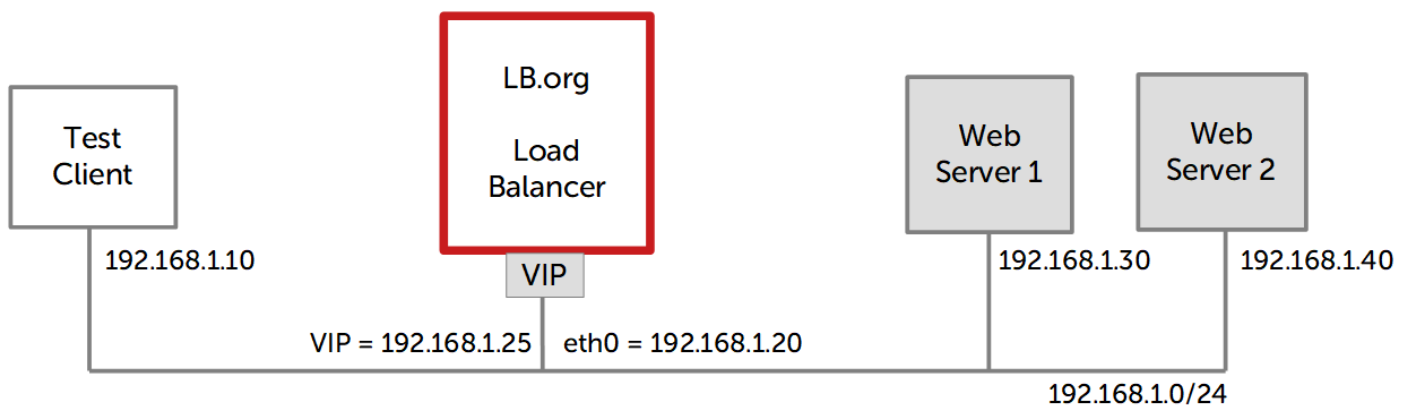 LB.org
Load
Balancer
Test
Client
Web
Server 1
Web
Server 2
192.168.1.10
VIP
192.168.1.30
192.168.1.40
VIP = 192.168.1.25
eth0 = 192.168.1.20
192.168.1.0/24